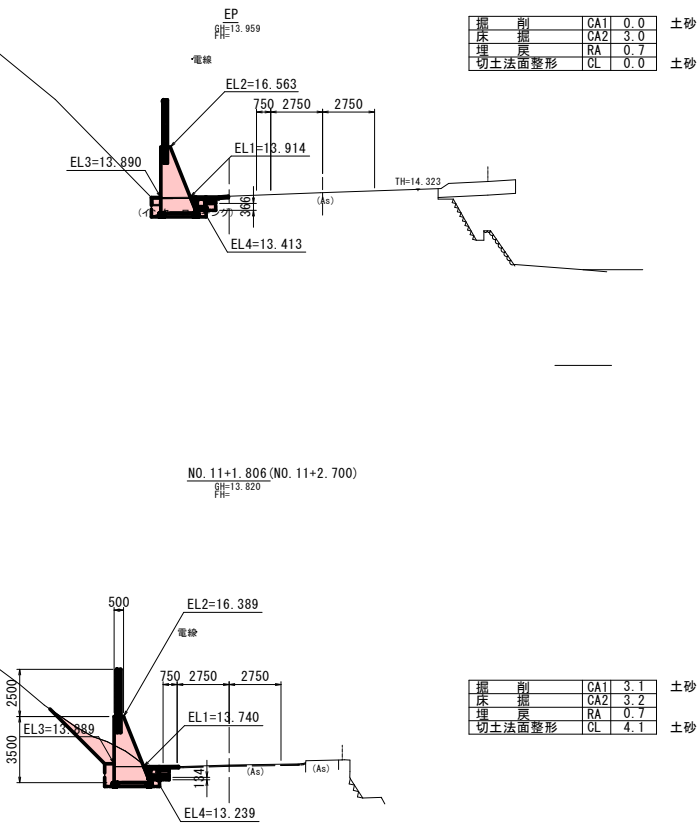 EP
GH=13.959
FH=
掘 削 CA1 0.0 土砂
床 掘 CA2 3.0
埋 戻 RA 0.7
切土法面整形 CL 0.0 土砂
電線
EL2=16.563
750 2750 2750
EL1=13.914
EL3=13.890
TH=14.323
(As)
366
EL4=13.413
NO.11+1.806(NO.11+2.700)
GH=13.820
FH=
500
EL2=16.389
電線
掘 削 CA1 3.1 土砂
床 掘 CA2 3.2
埋 戻 RA 0.7
切土法面整形 CL 4.1 土砂
750 2750 2750
2500
EL1=13.740
3500
(As)
(As)
134
EL4=13.239